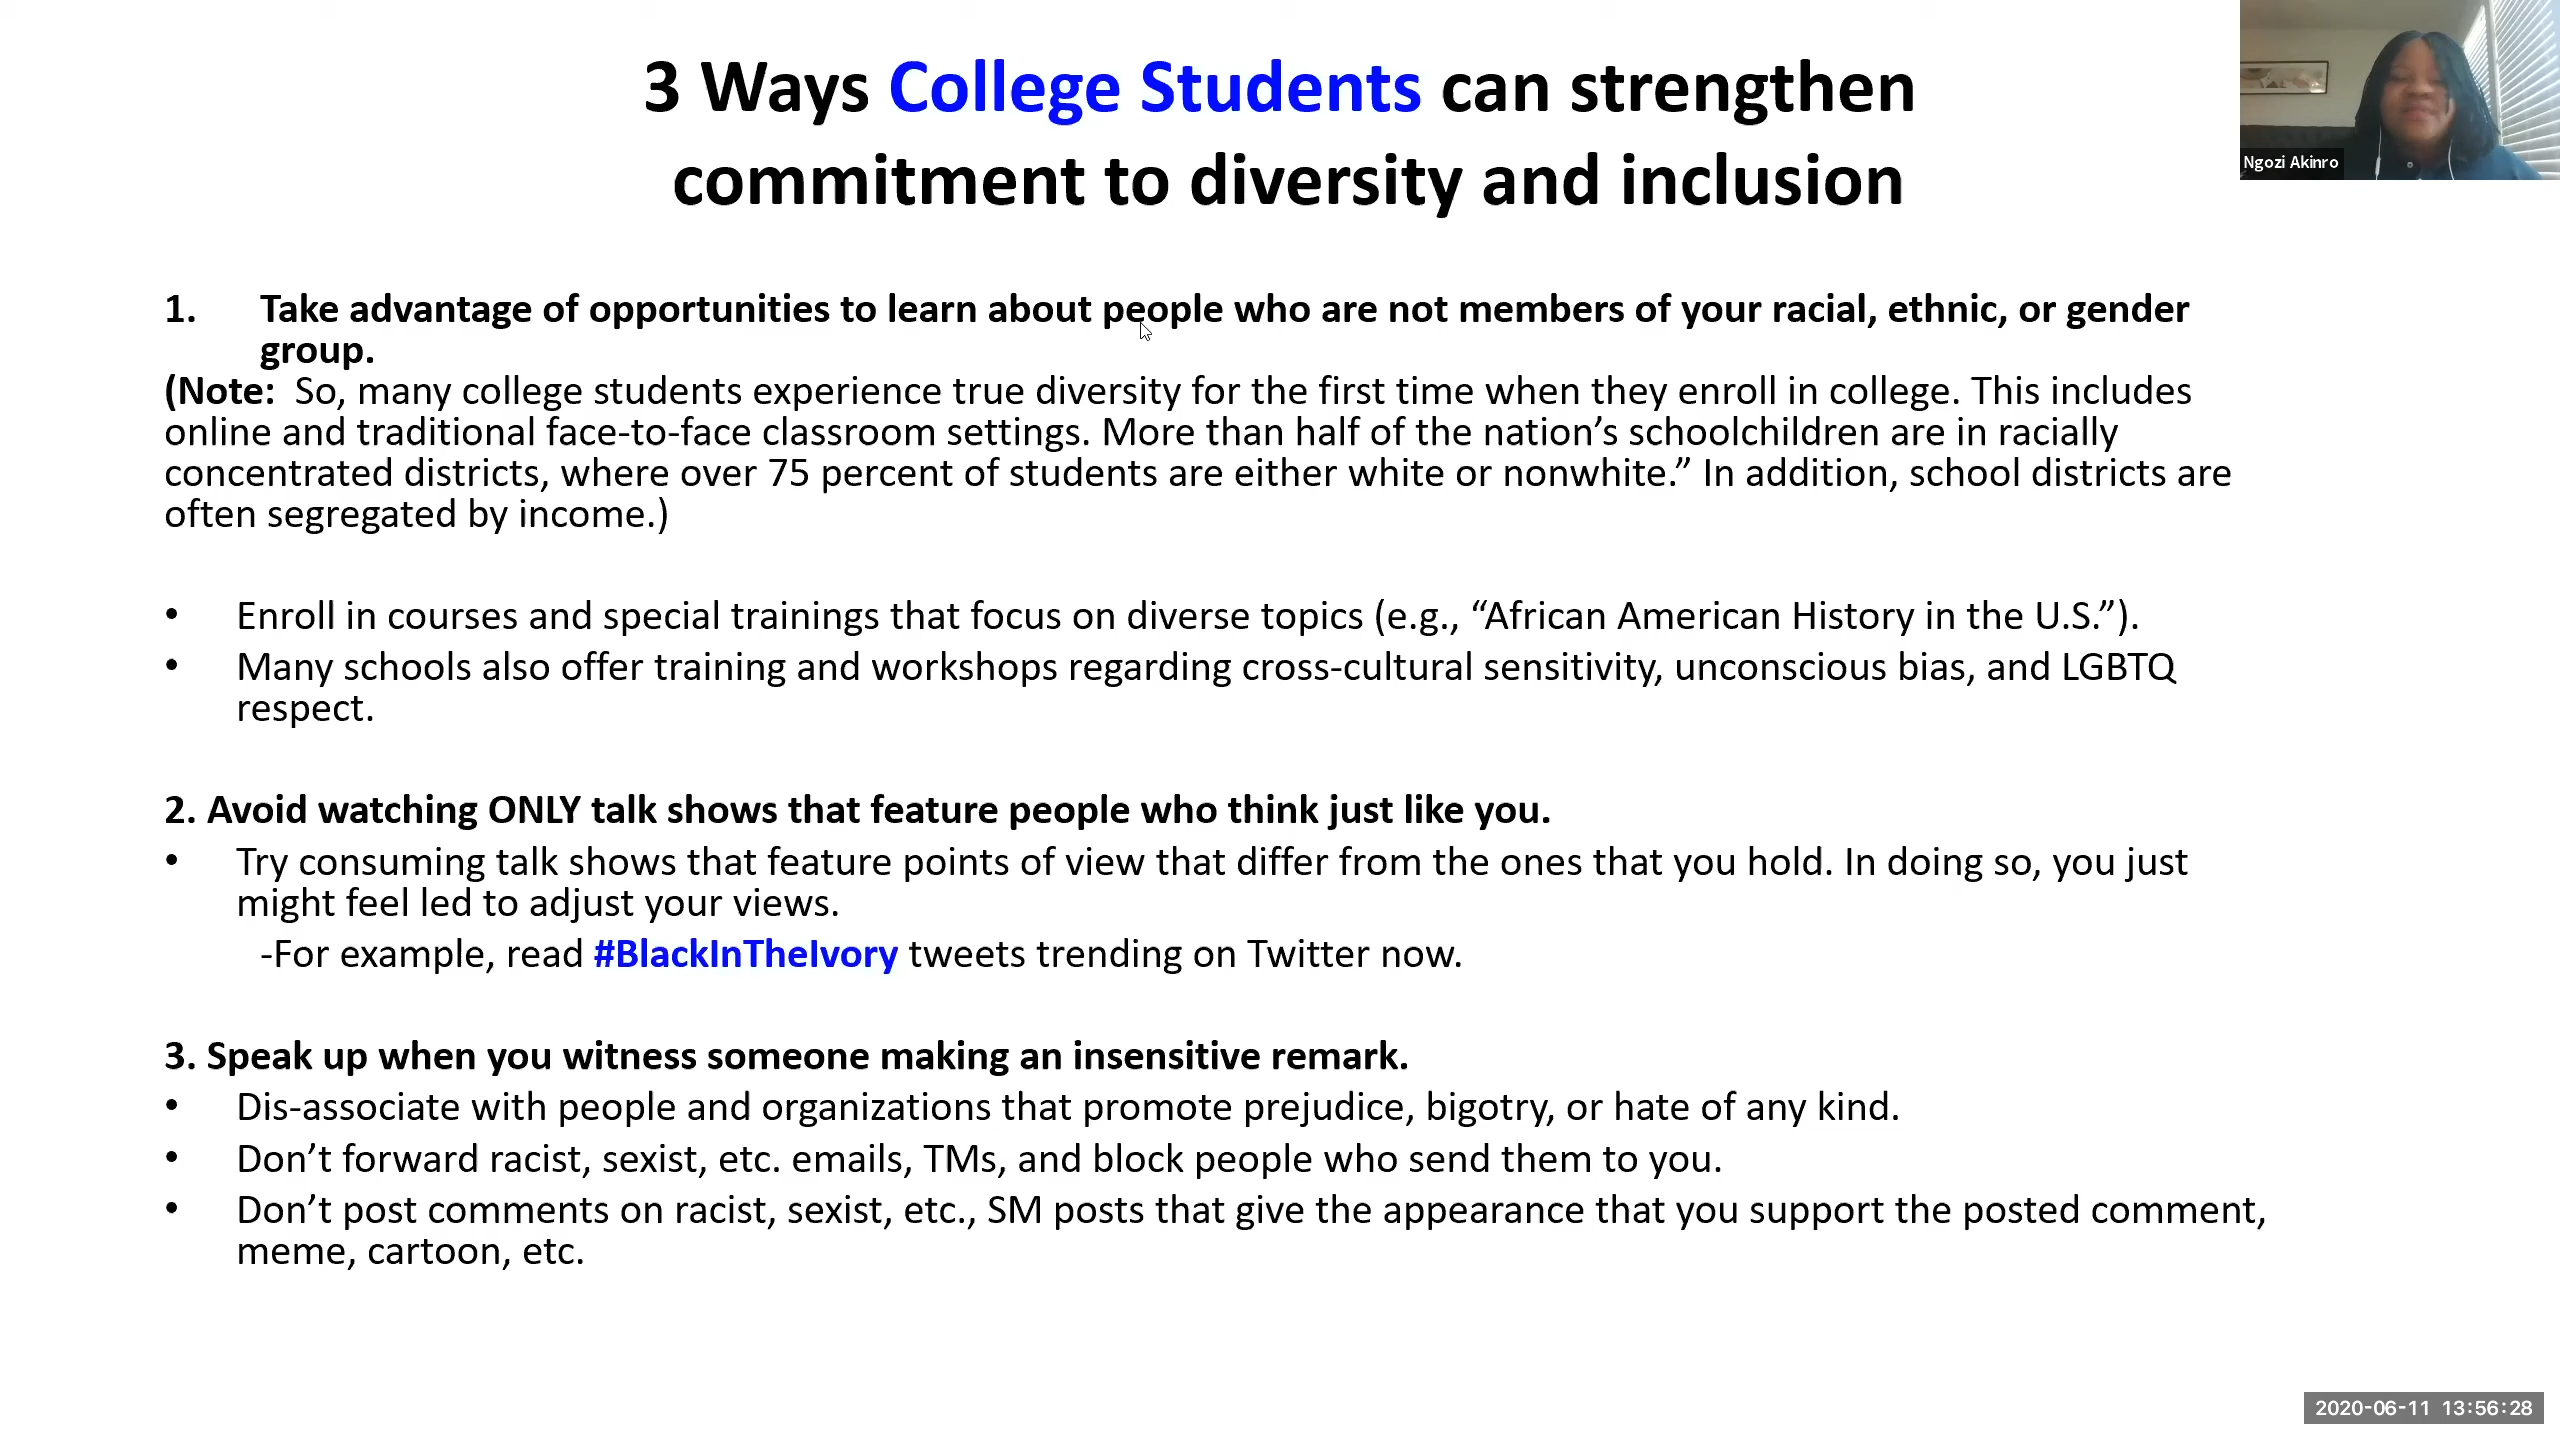 3 Ways College Students can strengthen
commitment to diversity and inclusion
Ngozi Akinro
1. Take advantage of opportunities to learn about people who are not members of your racial, ethnic, or gender
group.
(Note:  So, many college students experience true diversity for the first time when they enroll in college. This includes
online and traditional face-to-face classroom settings. More than half of the nation’s schoolchildren are in racially
concentrated districts, where over 75 percent of students are either white or nonwhite.” In addition, school districts are
often segregated by income.)
• Enroll in courses and special trainings that focus on diverse topics (e.g., “African American History in the U.S.”).
• Many schools also offer training and workshops regarding cross-cultural sensitivity, unconscious bias, and LGBTQ
respect.
2. Avoid watching ONLY talk shows that feature people who think just like you.
• Try consuming talk shows that feature points of view that differ from the ones that you hold. In doing so, you just
might feel led to adjust your views.
-For example, read #BlackInTheIvory tweets trending on Twitter now.
3. Speak up when you witness someone making an insensitive remark.
• Dis-associate with people and organizations that promote prejudice, bigotry, or hate of any kind.
• Don’t forward racist, sexist, etc. emails, TMs, and block people who send them to you.
• Don’t post comments on racist, sexist, etc., SM posts that give the appearance that you support the posted comment,
meme, cartoon, etc.
2020-06-11 13:56:28